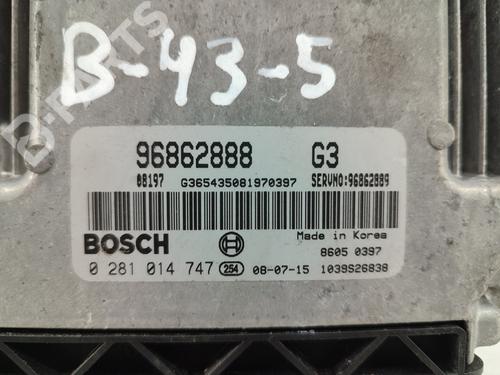 B-PARTS
B-43-5
96862888 G3
08197 G365435081970397 SERVNO:96862889
BOSCH Made in Korea
8605 0397
0 281 014 747 254 08-07-15 1039S26838